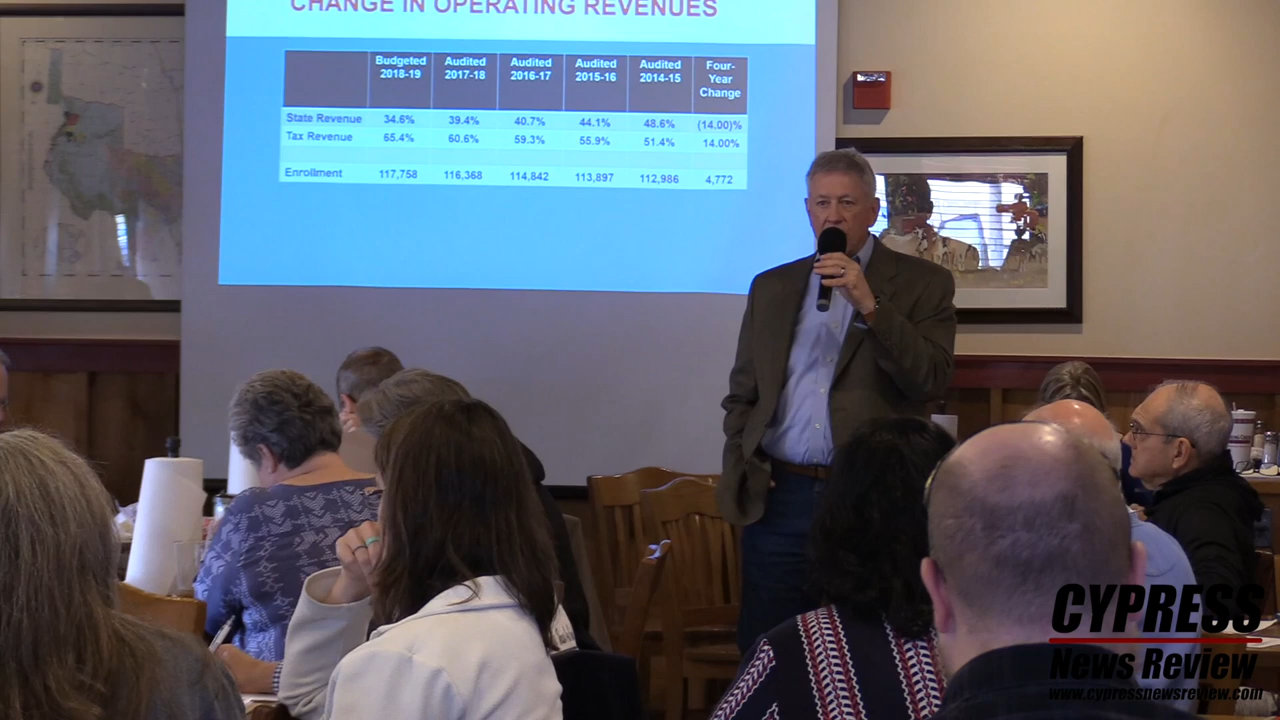 CHANGE IN OPERATING REVENUES
Budgeted 2018-19 Audited 2017-18 Audited 2016-17 Audited 2015-16 Audited 2014-15 Four-Year Change
State Revenue 34.6% 39.4% 40.7% 44.1% 48.6% (14.00)%
Tax Revenue 65.4% 60.6% 59.3% 55.9% 51.4% 14.00%
Enrollment 117,758 116,368 114,842 113,897 112,986 4,772
CYPRESS
News Review
www.cypressnewsreview.com